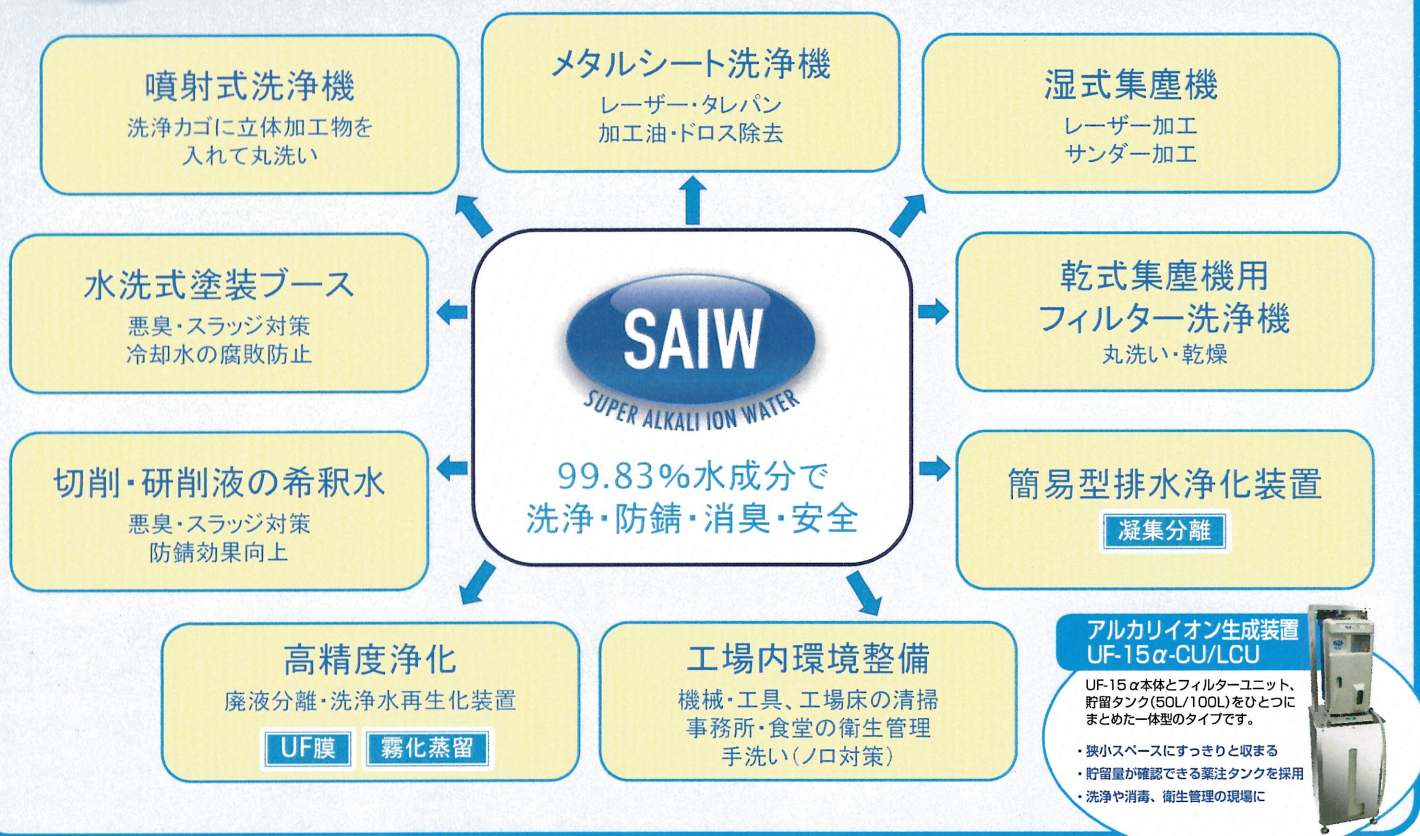 噴射式洗浄機
洗浄カゴに立体加工物を
入れて丸洗い
メタルシート洗浄機
レーザー・タレパン
加工油・ドロス除去
湿式集塵機
レーザー加工
サンダー加工
水洗式塗装ブース
悪臭・スラッジ対策
冷却水の腐敗防止
SAIW
SUPER ALKALI ION WATER
99.83%水成分で
洗浄・防錆・消臭・安全
乾式集塵機用
フィルター洗浄機
丸洗い・乾燥
切削・研削液の希釈水
悪臭・スラッジ対策
防錆効果向上
簡易型排水浄化装置
凝集分離
高精度浄化
廃液分離・洗浄水再生化装置
UF膜 霧化蒸留
工場内環境整備
機械・工具、工場床の清掃
事務所・食堂の衛生管理
手洗い(ノロ対策)
アルカリイオン生成装置
UF-15α-CU/LCU
UF-15α本体とフィルターユニット、
貯留タンク(50L/100L)をひとつに
まとめた一体型のタイプです。
・狭小スペースにすっきりと収まる
・貯留量が確認できる薬注タンクを採用
・洗浄や消毒、衛生管理の現場に